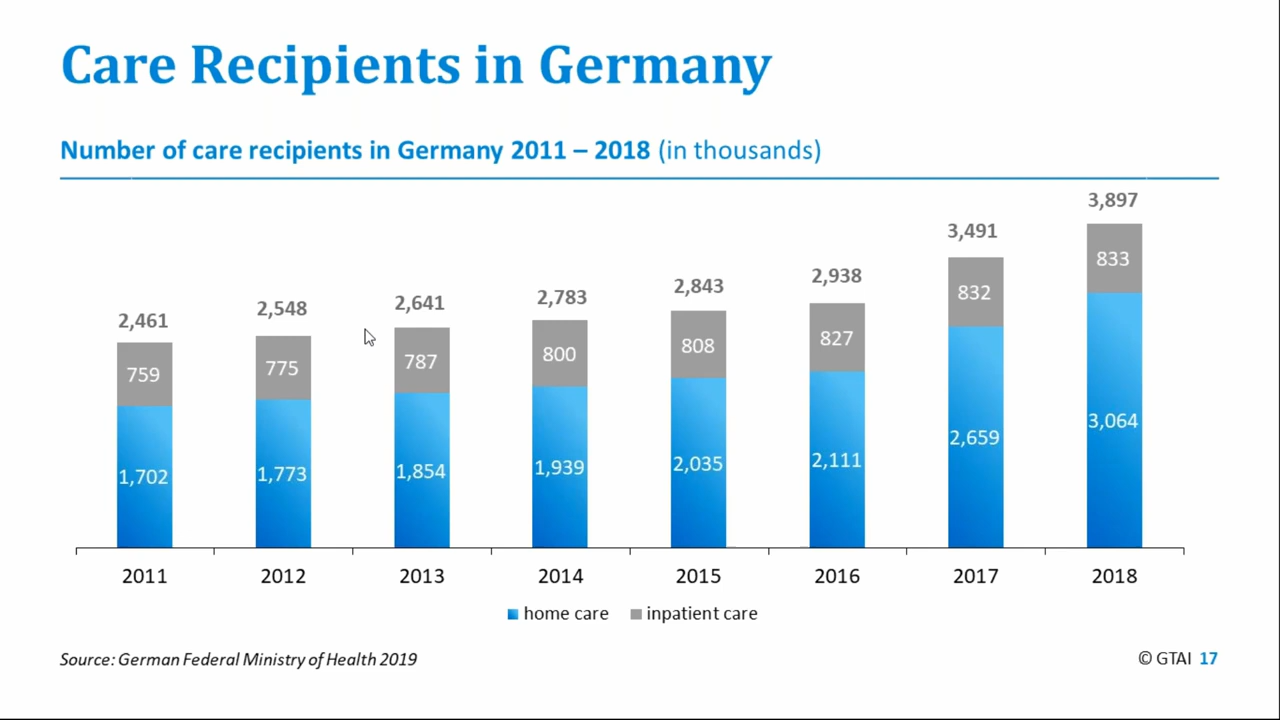 Care Recipients in Germany
Number of care recipients in Germany 2011 – 2018 (in thousands)
2,461 2,548 2,641 2,783 2,843 2,938 3,491 3,897
759 775 787 800 808 827 832 833
1,702 1,773 1,854 1,939 2,035 2,111 2,659 3,064
2011 2012 2013 2014 2015 2016 2017 2018
home care inpatient care
Source: German Federal Ministry of Health 2019
© GTAI 17